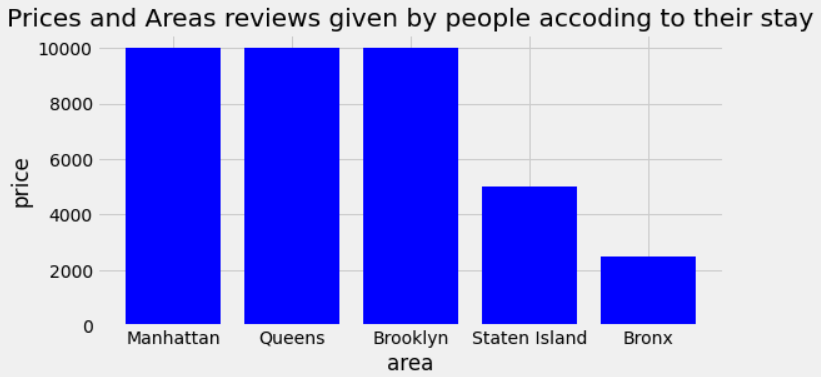 Prices and Areas reviews given by people accoding to their stay
10000
8000
6000
4000
2000
0
price
Manhattan Queens Brooklyn Staten Island Bronx
area